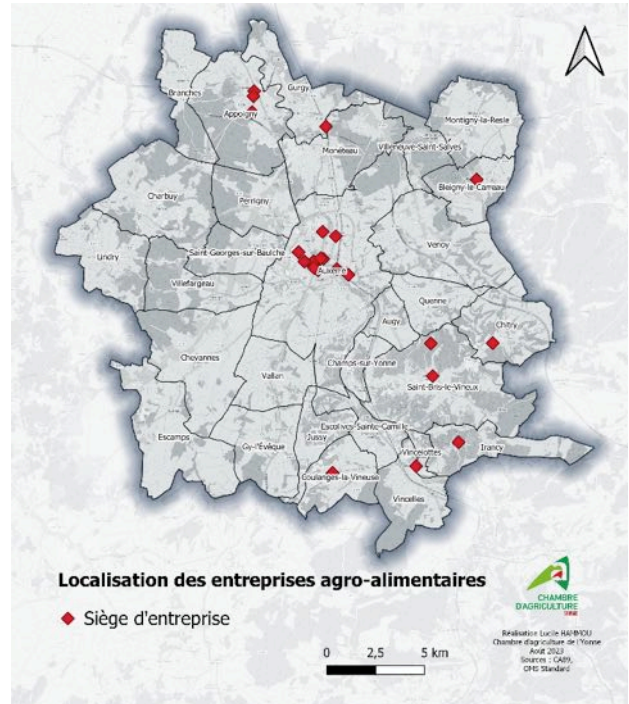 Branches
Gurgy
Appoigny
Montigny-la-Resle
Monéteau
Villeneuve-Saint-Salves
Bleigny-le-Carreau
Charbuy
Perrigny
Lindry
Saint-Georges-sur-Baulche
Venoy
Auxerre
Villefargeau
Quenne
Augy
Chitry
Chevannes
Vallan
Champs-sur-Yonne
Saint-Bris-le-Vineux
Escamps
Gy-l'Évêque
Jussy
Escolives-Sainte-Camille
Irancy
Vincelottes
Coulanges-la-Vineuse
Vincelles
Localisation des entreprises agro-alimentaires
Siège d'entreprise
0 2,5 5 km
CHAMBRE
D'AGRICULTURE
YONNE
Réalisation Lucile HAMMOU
Chambre d'agriculture de l'Yonne
Août 2023
Sources : CA89,
OMS Standard